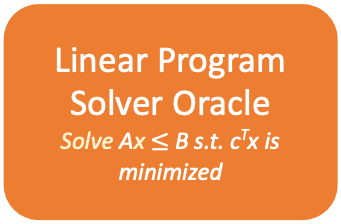 Linear Program
Solver Oracle
Solve Ax ≤ B s.t. cᵀx is
minimized